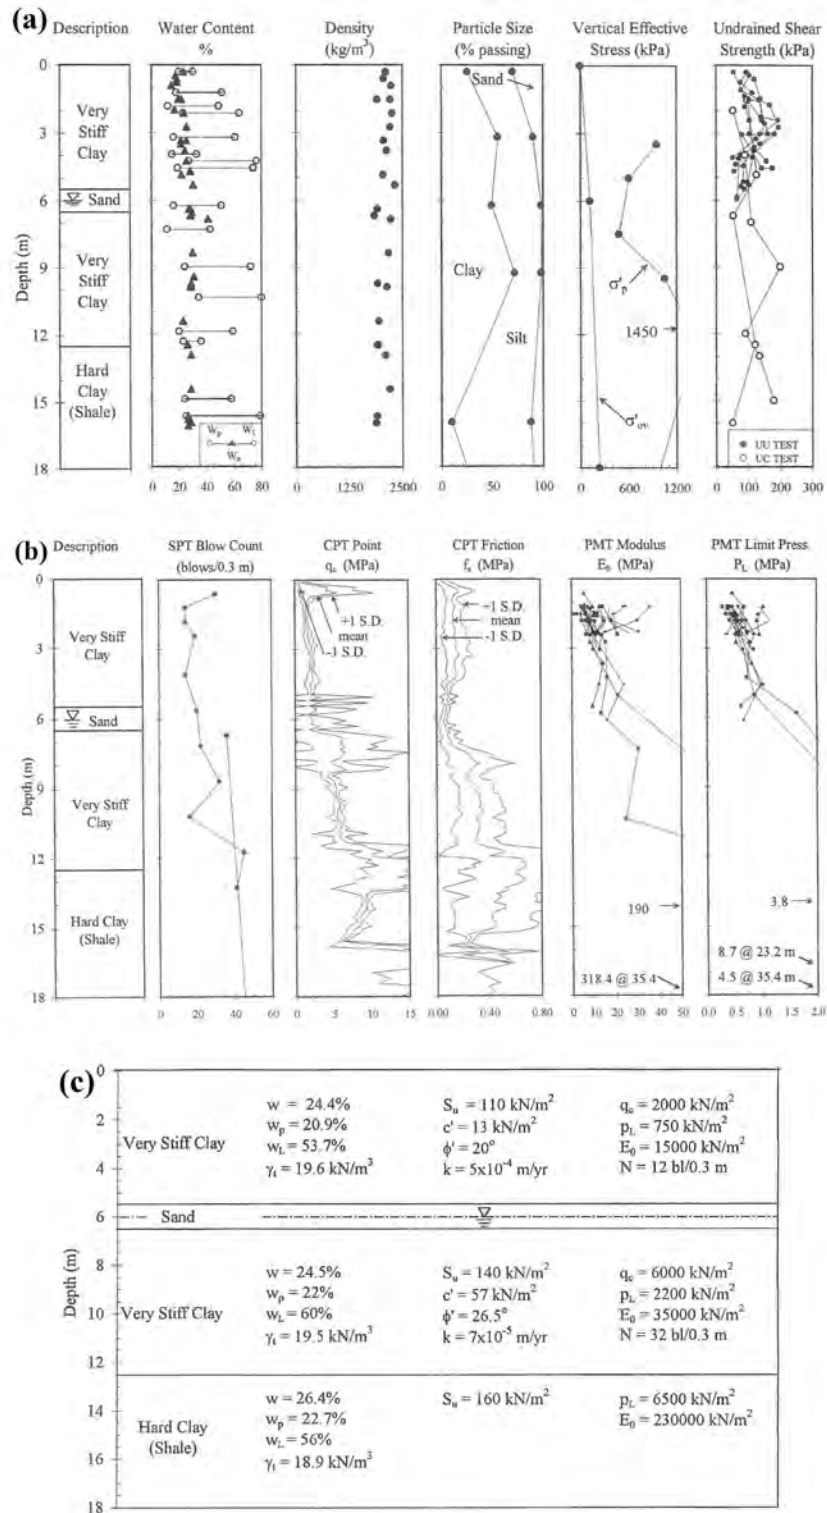 (a)
Description
Water Content
%
Density
(kg/m³)
Particle Size
(% passing)
Vertical Effective
Stress (kPa)
Undrained Shear
Strength (kPa)
0
3
6
9
12
15
18
Depth (m)
Very
Stiff
Clay
Sand
Very
Stiff
Clay
Hard
Clay
(Shale)
Wp WL
Wn
0 20 40 60 80
Sand
Clay
Silt
σ'p
1450
σ'ov
UU TEST
UC TEST
0 1250 2500
0 50 100
0 600 1200
0 100 200 300
(b)
Description
SPT Blow Count
(blows/0.3 m)
CPT Point
qc (MPa)
CPT Friction
fs (MPa)
PMT Modulus
E0 (MPa)
PMT Limit Press.
PL (MPa)
0
3
6
9
12
15
18
Depth (m)
Very Stiff
Clay
Sand
Very Stiff
Clay
Hard Clay
(Shale)
+1 S.D.
mean
-1 S.D.
+1 S.D.
mean
-1 S.D.
190
318.4 @ 35.4
3.8
8.7 @ 23.2 m
4.5 @ 35.4 m
0 20 40 60
0 5 10 15
0.00 0.40 0.80
0 10 20 30 40 50
0.0 0.5 1.0 1.5 2.0
(c)
0
2
4
6
8
10
12
14
16
18
Depth (m)
Very Stiff Clay
w = 24.4%
wp = 20.9%
wL = 53.7%
γt = 19.6 kN/m³
Su = 110 kN/m²
c' = 13 kN/m²
ϕ' = 20°
k = 5x10⁻⁴ m/yr
qc = 2000 kN/m²
pL = 750 kN/m²
E0 = 15000 kN/m²
N = 12 bl/0.3 m
Sand
Very Stiff Clay
w = 24.5%
wp = 22%
wL = 60%
γt = 19.5 kN/m³
Su = 140 kN/m²
c' = 57 kN/m²
ϕ' = 26.5°
k = 7x10⁻⁵ m/yr
qc = 6000 kN/m²
pL = 2200 kN/m²
E0 = 35000 kN/m²
N = 32 bl/0.3 m
Hard Clay
(Shale)
w = 26.4%
wp = 22.7%
wL = 56%
γt = 18.9 kN/m³
Su = 160 kN/m²
pL = 6500 kN/m²
E0 = 230000 kN/m²